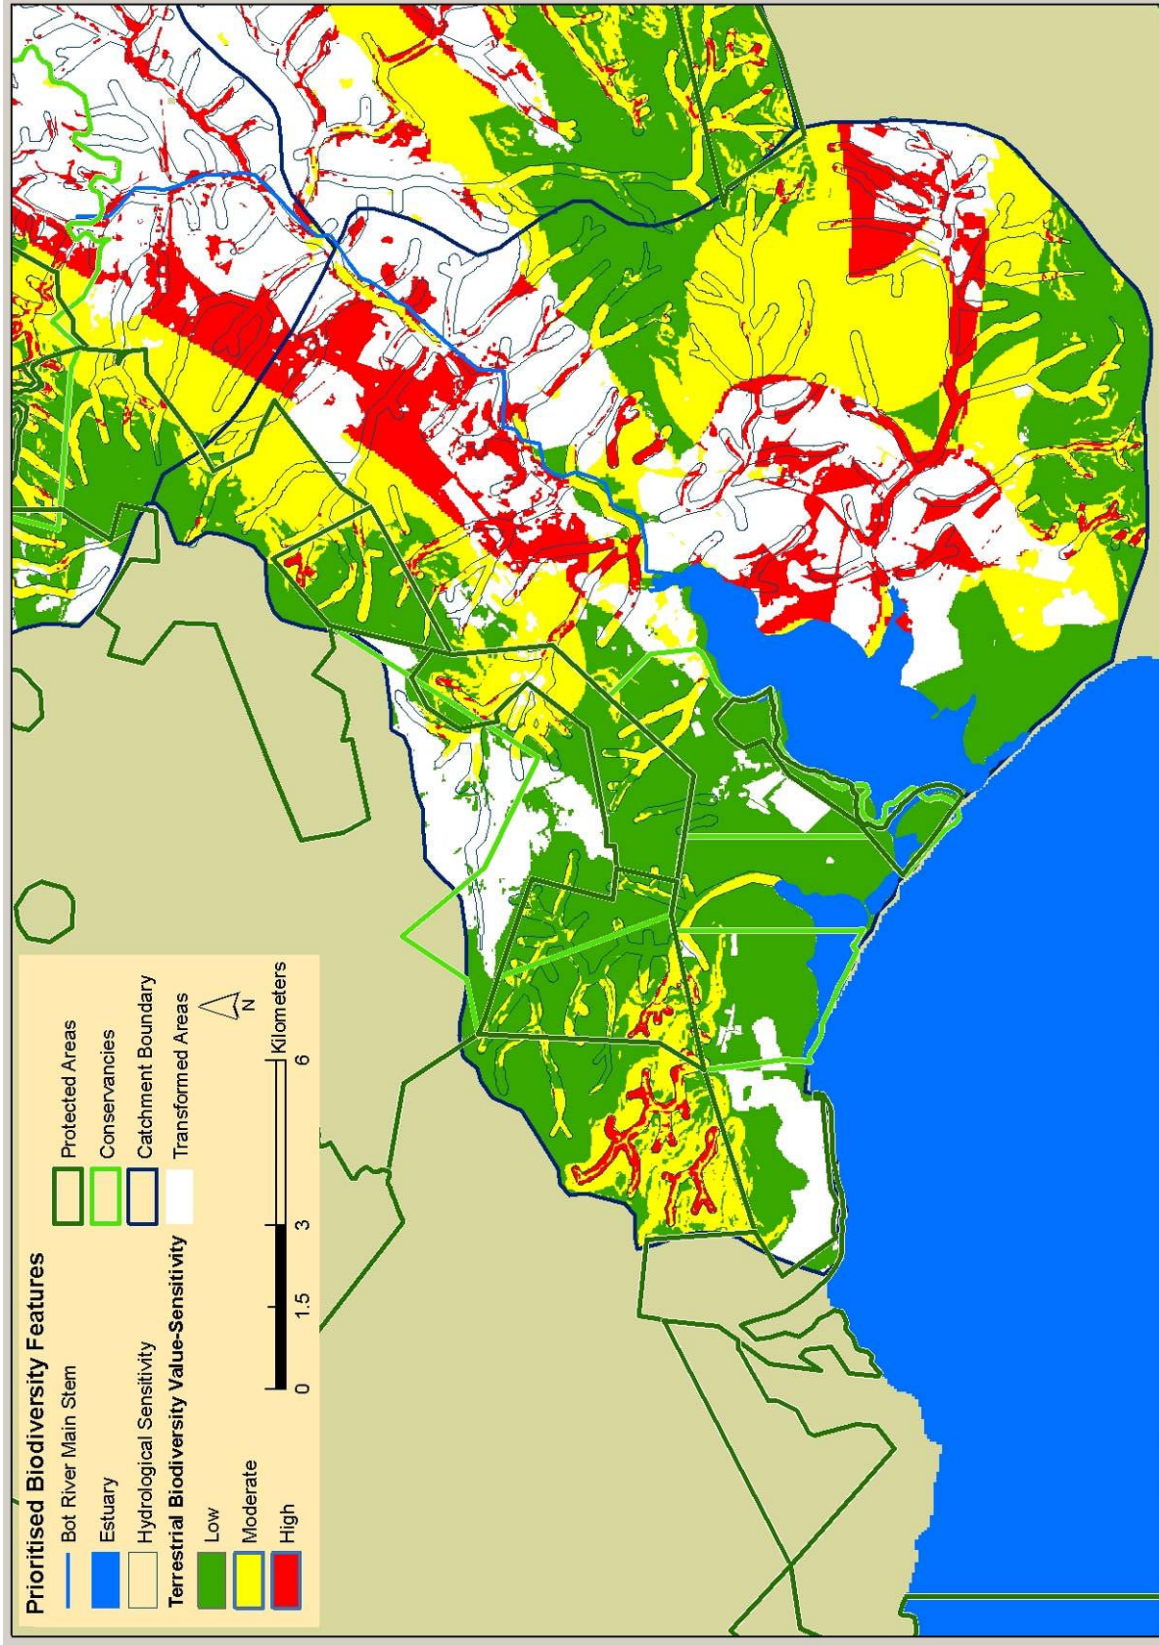 Prioritised Biodiversity Features
Bot River Main Stem
Estuary
Hydrological Sensitivity
Terrestrial Biodiversity Value-Sensitivity
Low
Moderate
High
Protected Areas
Conservancies
Catchment Boundary
Transformed Areas
N
Kilometers
0 1.5 3 6